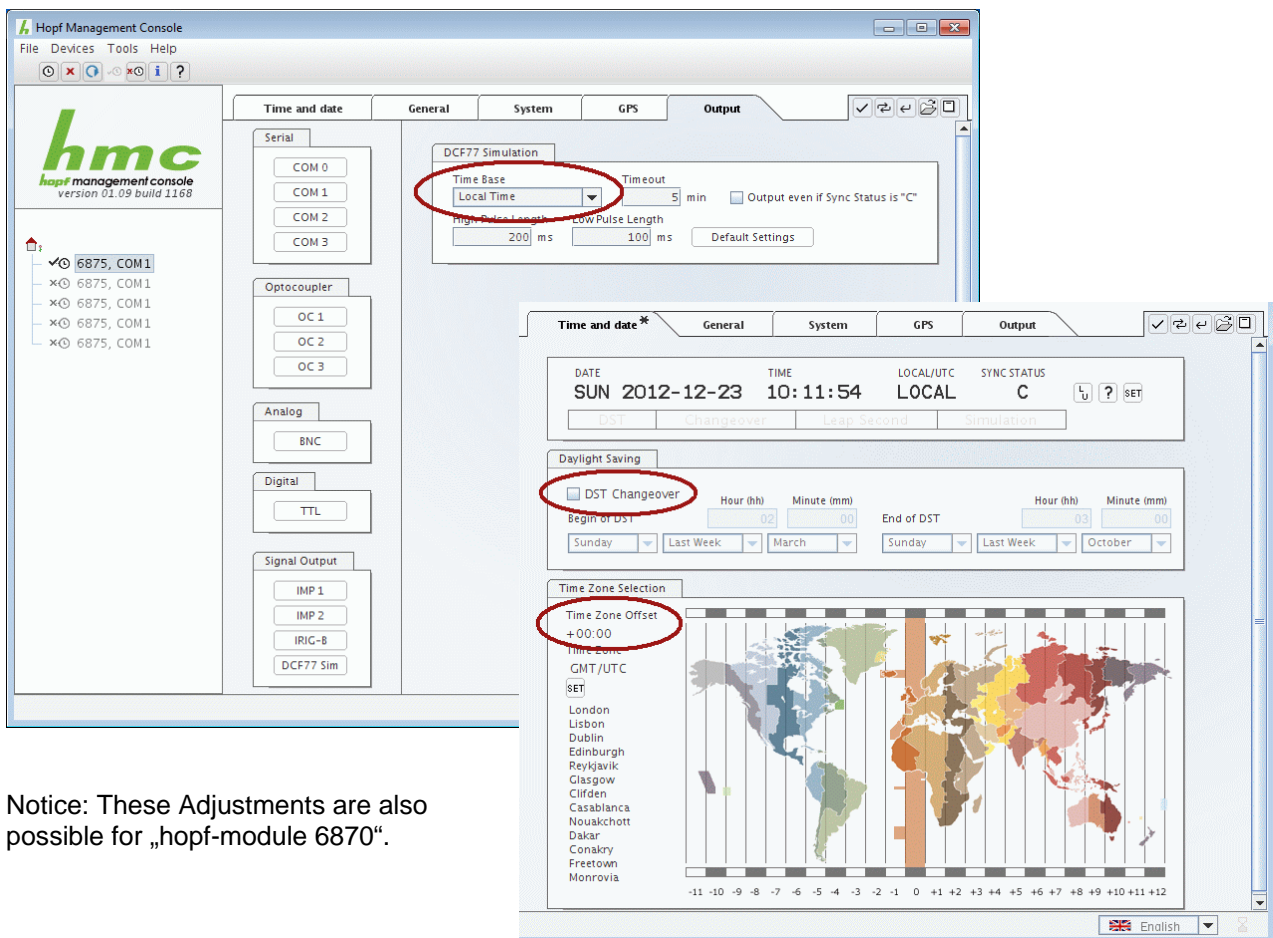 Hopf Management Console
File Devices Tools Help
hmc
hopf management console
version 01.09 build 1168
6875, COM1
6875, COM1
6875, COM1
6875, COM1
6875, COM1
Time and date General System GPS Output
Serial
COM 0
COM 1
COM 2
COM 3
Optocoupler
OC 1
OC 2
OC 3
Analog
BNC
Digital
TTL
Signal Output
IMP 1
IMP 2
IRIG-B
DCF77 Sim
DCF77 Simulation
Time Base Timeout
Local Time 5 min Output even if Sync Status is "C"
High Pulse Length Low Pulse Length
200 ms 100 ms Default Settings
Time and date* General System GPS Output
DATE TIME LOCAL/UTC SYNC STATUS
SUN 2012-12-23 10:11:54 LOCAL C LU ? SET
DST Changeover Leap Second Simulation
Daylight Saving
DST Changeover Hour (hh) Minute (mm) Hour (hh) Minute (mm)
Begin of DST 02 00 End of DST 03 00
Sunday Last Week March Sunday Last Week October
Time Zone Selection
Time Zone Offset
+00:00
Time Zone
GMT/UTC
SET
London
Lisbon
Dublin
Edinburgh
Reykjavik
Glasgow
Clifden
Casablanca
Nouakchott
Dakar
Conakry
Freetown
Monrovia
-11 -10 -9 -8 -7 -6 -5 -4 -3 -2 -1 0 +1 +2 +3 +4 +5 +6 +7 +8 +9 +10 +11 +12
English
Notice: These Adjustments are also
possible for „hopf-module 6870“.